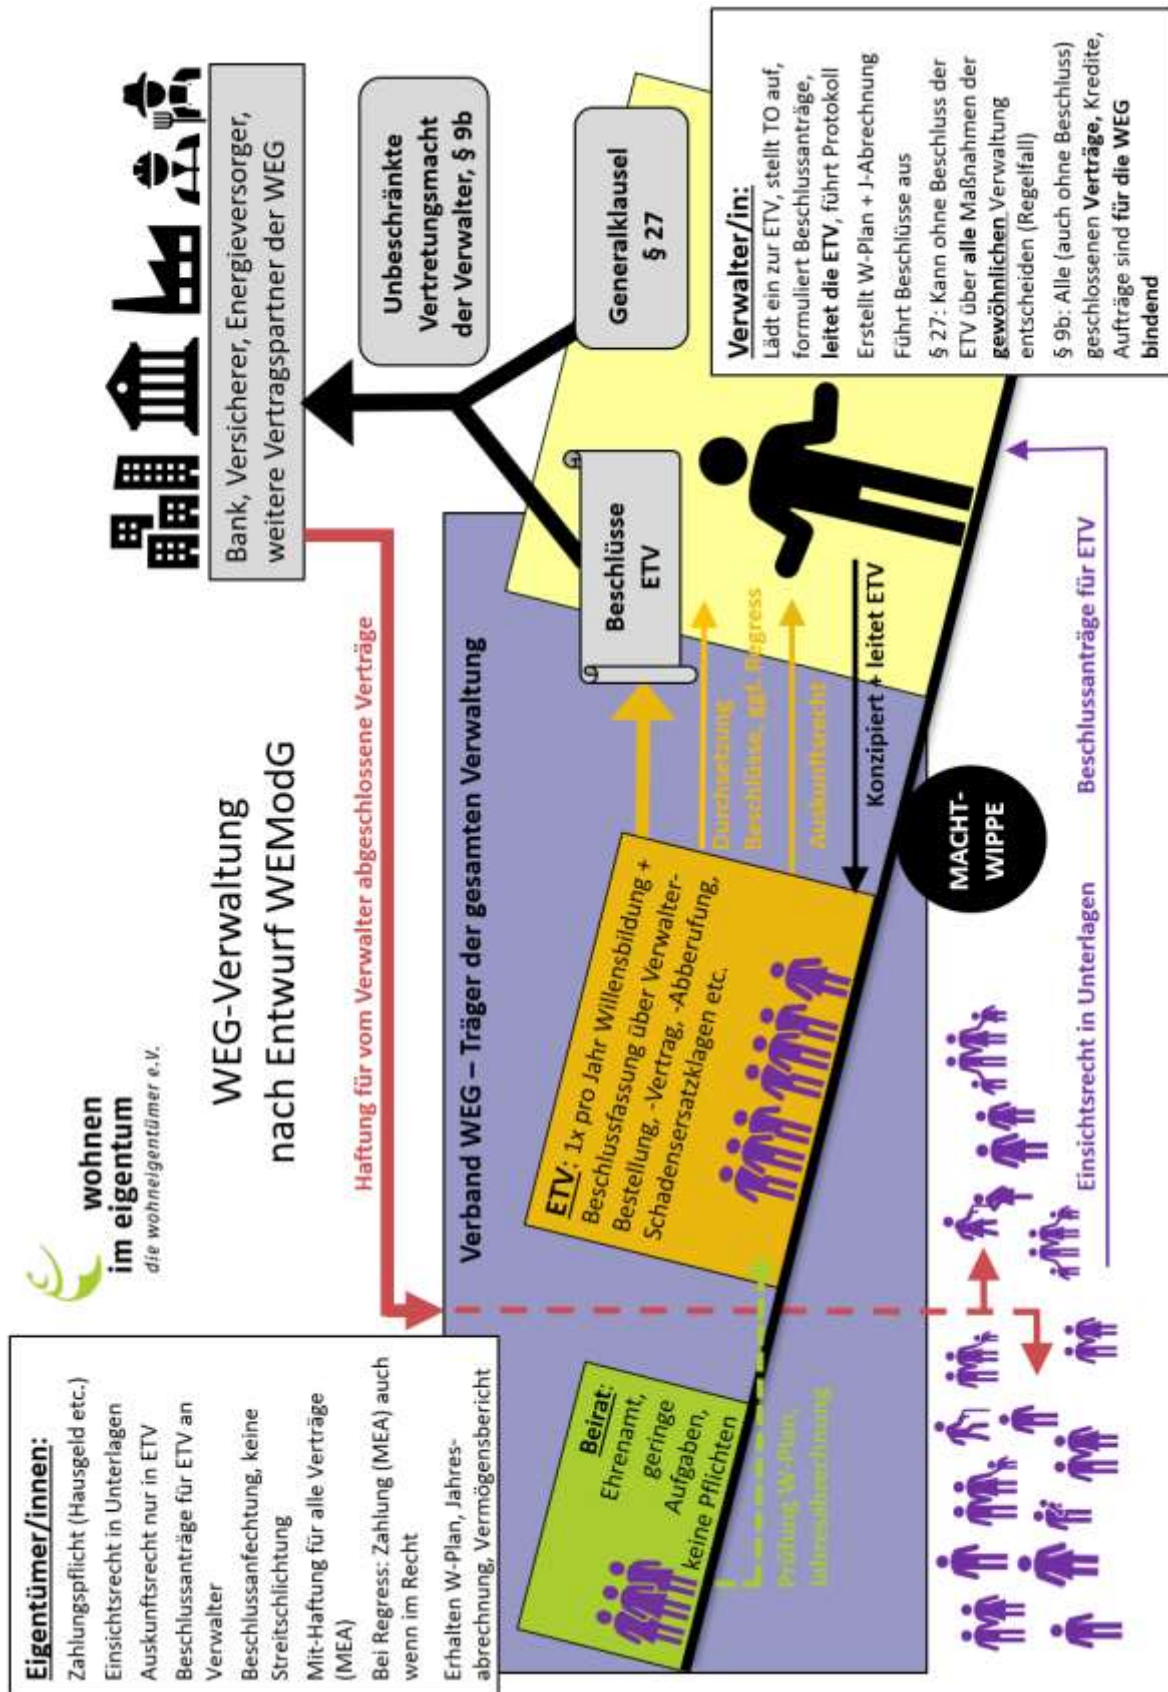 Eigentümer/innen:
Zahlungspflicht (Hausgeld etc.)
Einsichtsrecht in Unterlagen
Auskunftsrecht nur in ETV
Beschlussanträge für ETV an
Verwalter
Beschlussanfechtung, keine
Streitschlichtung
Mit-Haftung für alle Verträge
(MEA)
Bei Regress: Zahlung (MEA) auch
wenn im Recht
Erhalten W-Plan, Jahres-
abrechnung, Vermögensbericht
wohnen
im eigentum
die wohneigentümer e.V.
WEG-Verwaltung
nach Entwurf WEModG
Bank, Versicherer, Energieversorger,
weitere Vertragspartner der WEG
Haftung für vom Verwalter abgeschlossene Verträge
Unbeschränkte
Vertretungsmacht
der Verwalter, § 9b
Generalklausel
§ 27
Verband WEG – Träger der gesamten Verwaltung
Beschlüsse
ETV
ETV: 1x pro Jahr Willensbildung +
Beschlussfassung über Verwalter-
Bestellung, -Vertrag, -Abberufung,
Schadensersatzklagen etc.
Durchsetzung
Beschlüsse, ggf. Regress
Auskunftsrecht
Konzipiert + leitet ETV
Beirat:
Ehrenamt,
geringe
Aufgaben,
keine Pflichten
Prüfung W-Plan,
Jahresabrechnung
MACHT-
WIPPE
Verwalter/in:
Lädt ein zur ETV, stellt TO auf,
formuliert Beschlussanträge,
leitet die ETV, führt Protokoll
Erstellt W-Plan + J-Abrechnung
Führt Beschlüsse aus
§ 27: Kann ohne Beschluss der
ETV über alle Maßnahmen der
gewöhnlichen Verwaltung
entscheiden (Regelfall)
§ 9b: Alle (auch ohne Beschluss)
geschlossenen Verträge, Kredite,
Aufträge sind für die WEG
bindend
Einsichtsrecht in Unterlagen
Beschlussanträge für ETV